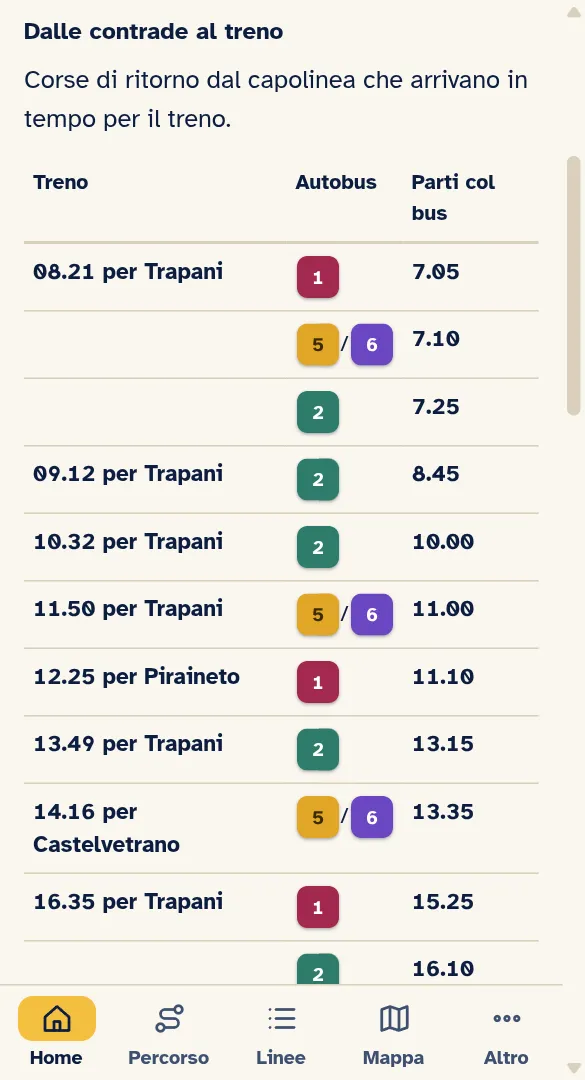 Dalle contrade al treno
Corse di ritorno dal capolinea che arrivano in
tempo per il treno.
Treno Autobus Parti col
bus
08.21 per Trapani 1 7.05
5 / 6 7.10
2 7.25
09.12 per Trapani 2 8.45
10.32 per Trapani 2 10.00
11.50 per Trapani 5 / 6 11.00
12.25 per Piraineto 1 11.10
13.49 per Trapani 2 13.15
14.16 per 5 / 6 13.35
Castelvetrano
16.35 per Trapani 1 15.25
2 16.10
Home Percorso Linee Mappa Altro